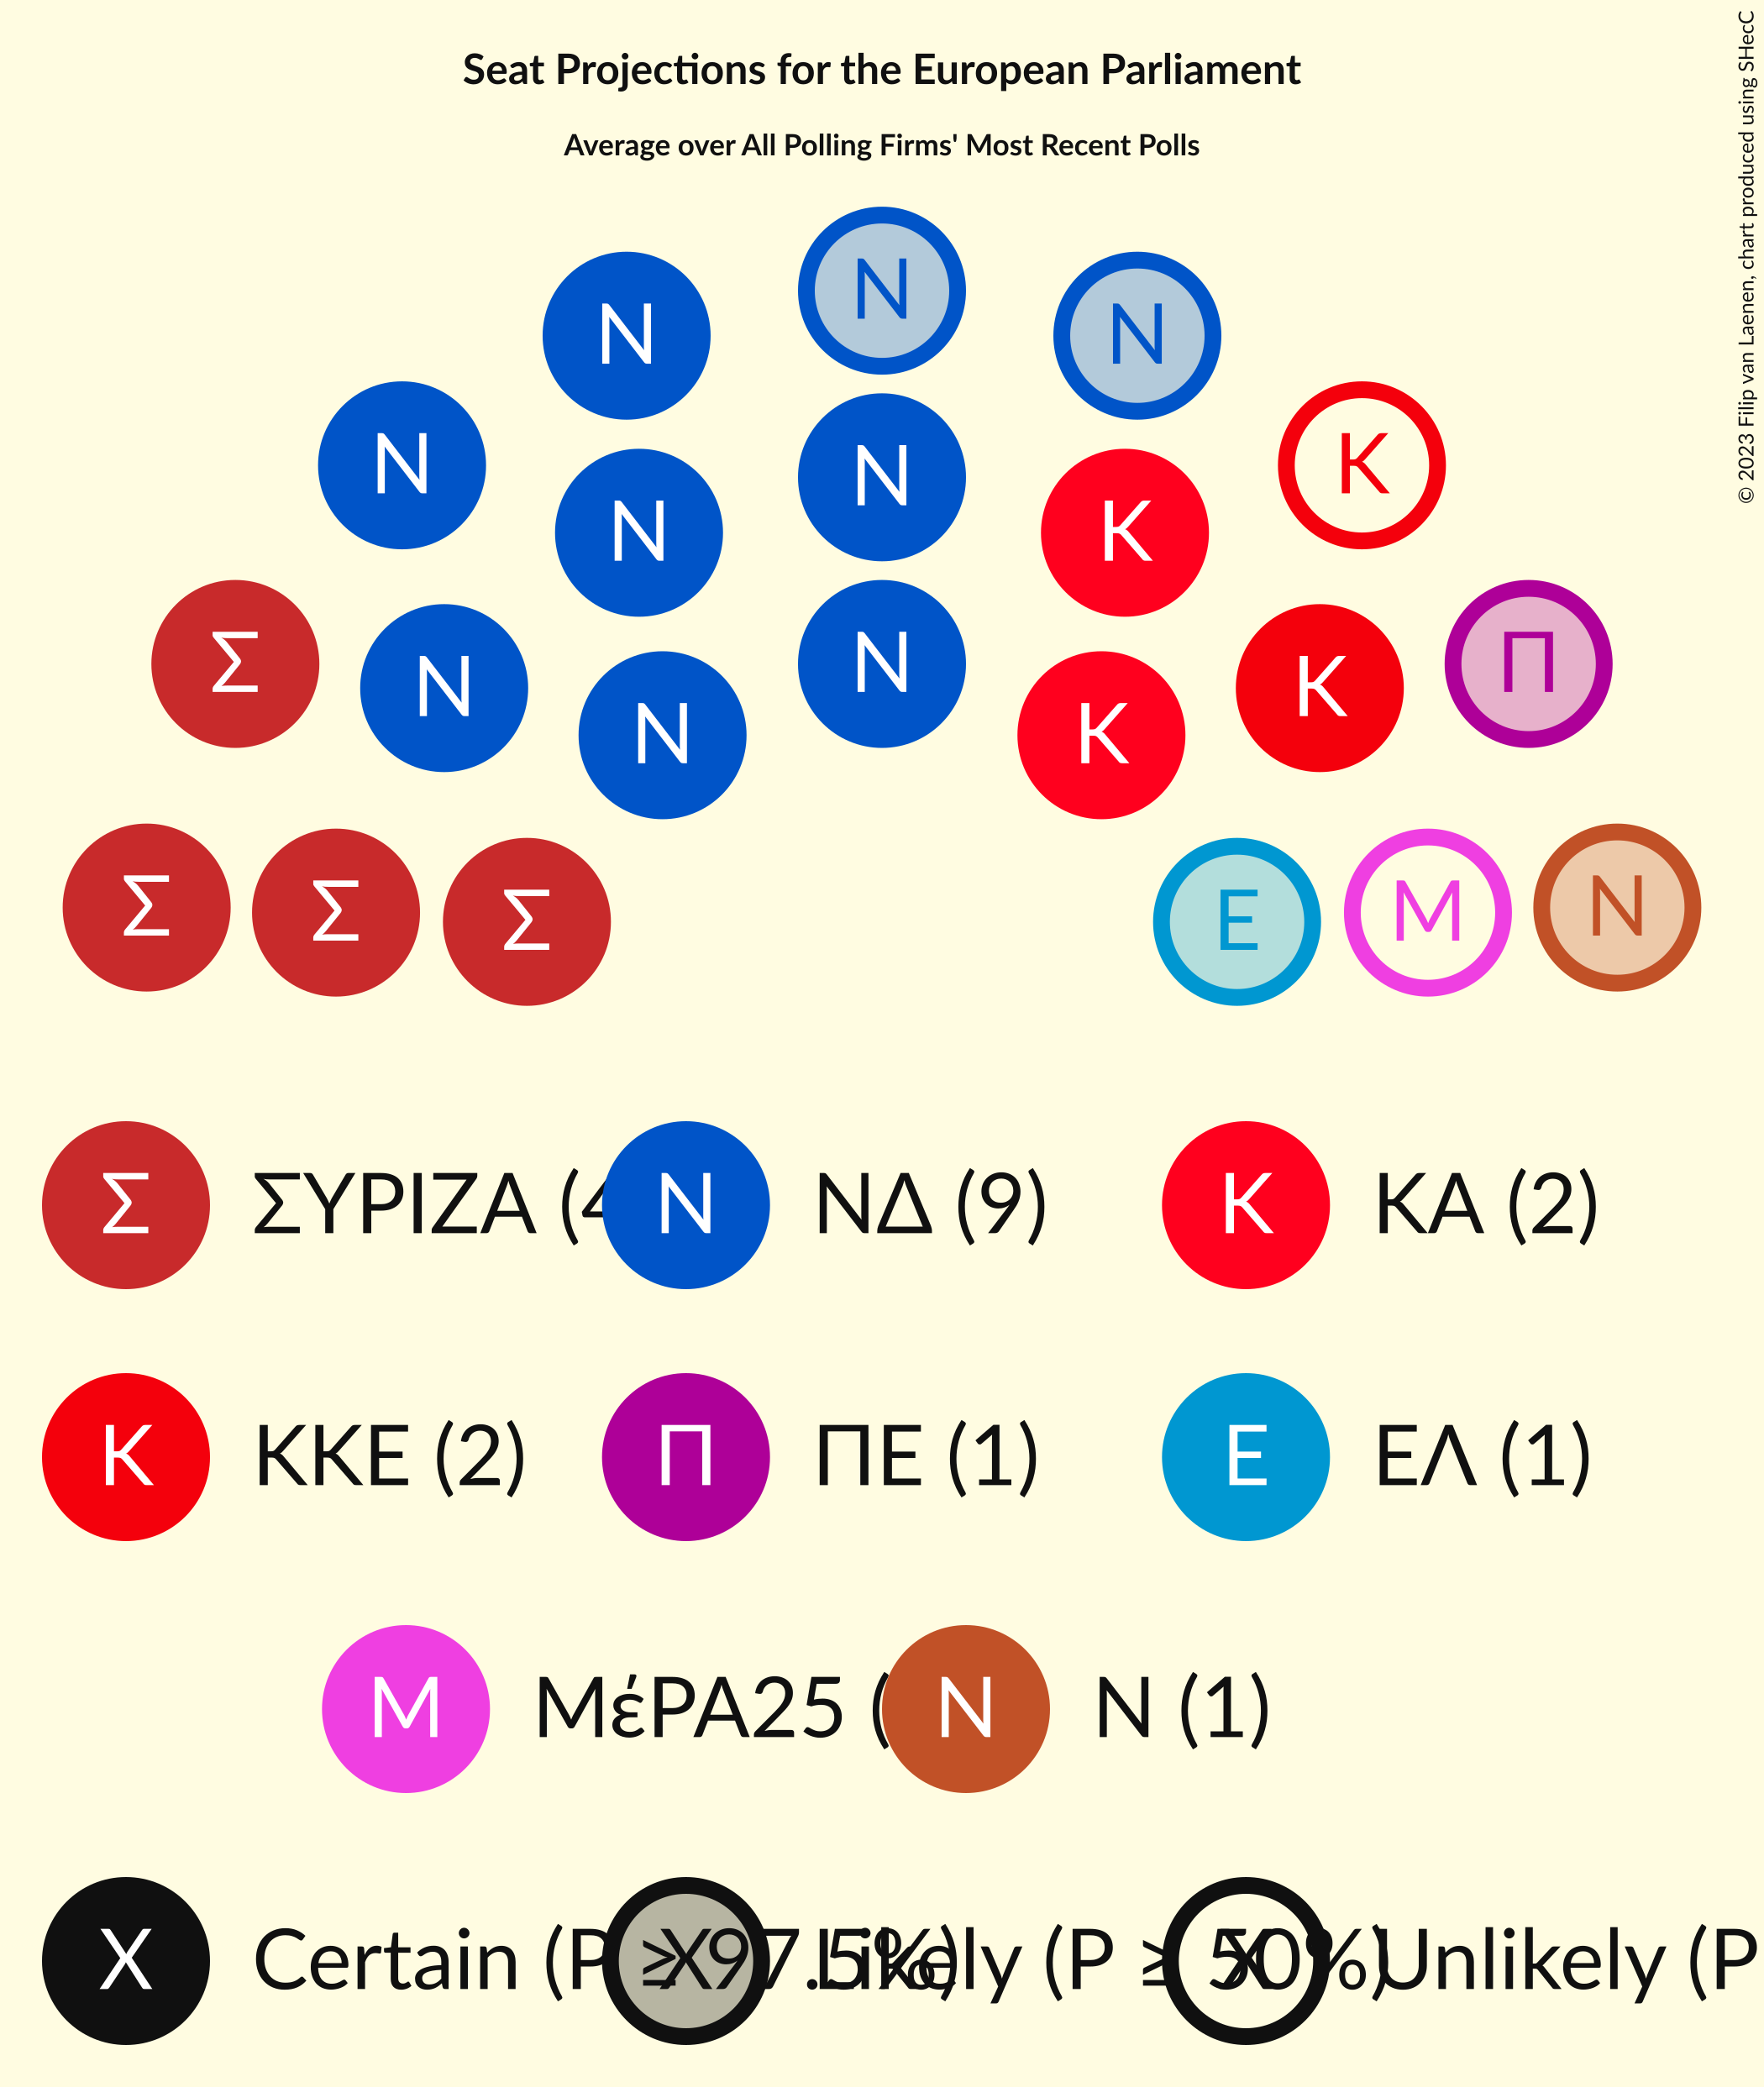 Seat Projections for the European Parliament
Average over All Polling Firms' Most Recent Polls
© 2023 Filip van Laenen, chart produced using SHecC
N
N N
N N K
N K
N
Σ N Π
N K
N K
Σ Σ Σ Ε Μ Ν
Σ ΣΥΡΙΖΑ (4 Ν ΝΔ (9) Κ ΚΑ (2)
Κ ΚΚΕ (2) Π ΠΕ (1) Ε ΕΛ (1)
Μ ΜέΡΑ25 ( Ν Ν (1)
X Certain (P ≥ 97.5%) X Likely (P ≥ 50%) X Unlikely (P